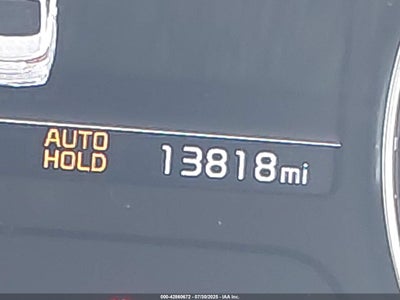 AUTO
HOLD
13818mi
000-42860672 - 07/30/2025 - IAA Inc.